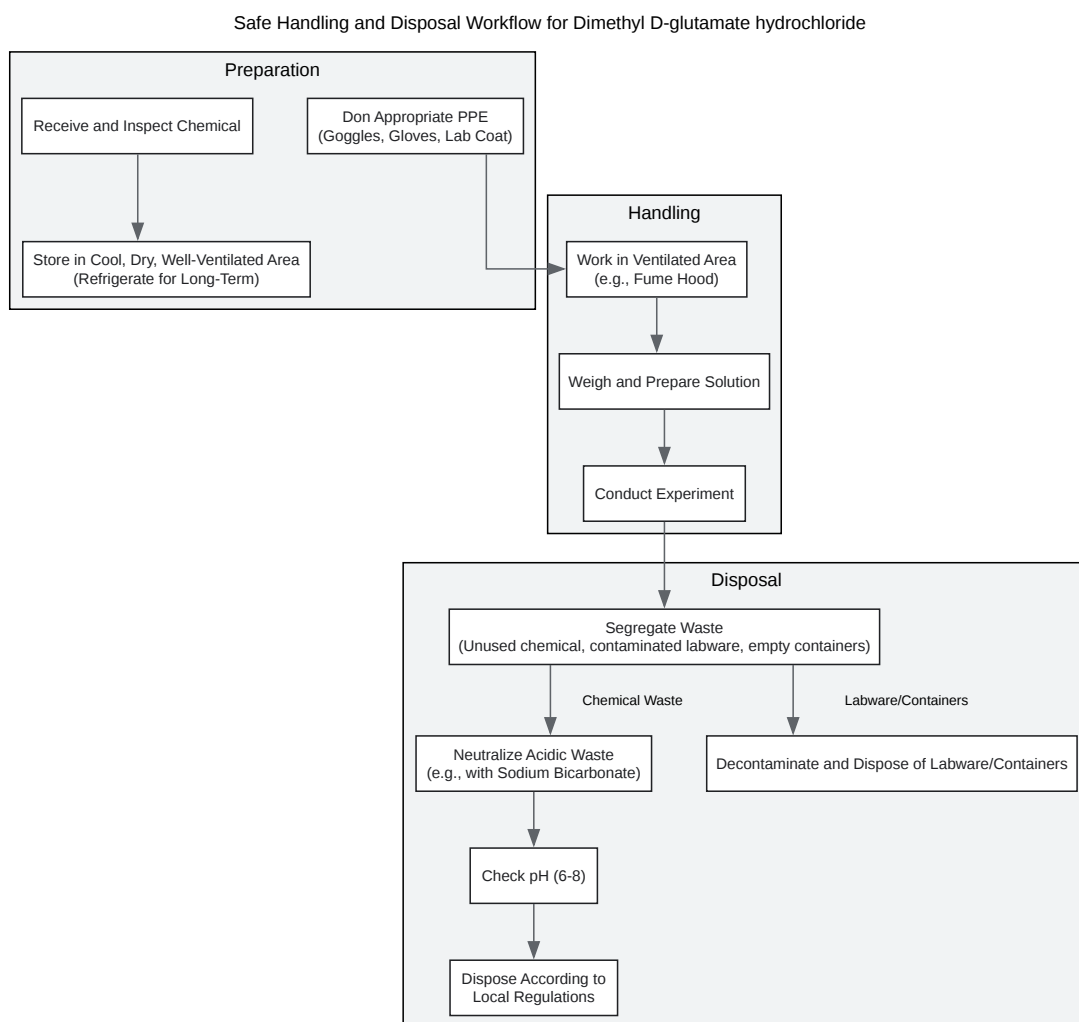 Safe Handling and Disposal Workflow for Dimethyl D-glutamate hydrochloride
Preparation
Receive and Inspect Chemical
Don Appropriate PPE
(Goggles, Gloves, Lab Coat)
Store in Cool, Dry, Well-Ventilated Area
(Refrigerate for Long-Term)
Handling
Work in Ventilated Area
(e.g., Fume Hood)
Weigh and Prepare Solution
Conduct Experiment
Disposal
Segregate Waste
(Unused chemical, contaminated labware, empty containers)
Chemical Waste
Labware/Containers
Neutralize Acidic Waste
(e.g., with Sodium Bicarbonate)
Decontaminate and Dispose of Labware/Containers
Check pH (6-8)
Dispose According to
Local Regulations